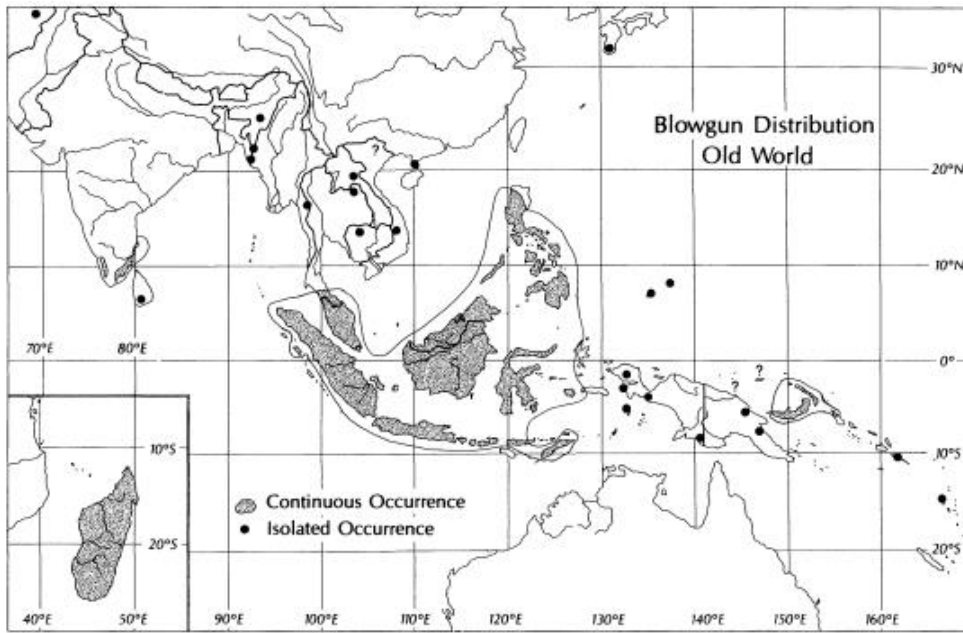 30°N
Blowgun Distribution
Old World
?
20°N
10°N
70°E
80°E
0°
?
?
10°S
10°S
Continuous Occurrence
Isolated Occurrence
20°S
20°S
40°E
50°E
90°E
100°E
110°E
120°E
130°E
140°E
150°E
160°E